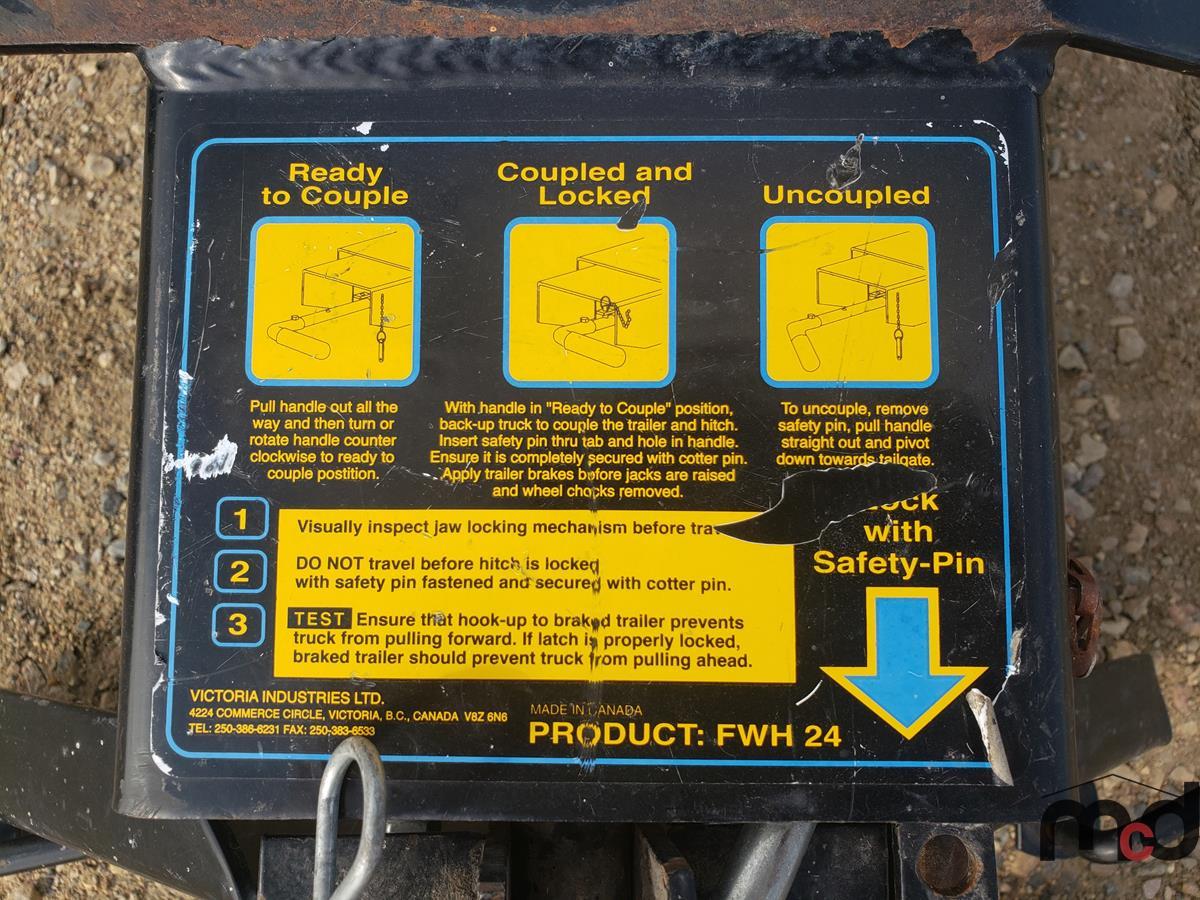 Ready
to Couple
Pull handle out all the
way and then turn or
rotate handle counter
clockwise to ready to
couple postition.
Coupled and
Locked
With handle in "Ready to Couple" position,
back-up truck to couple the trailer and hitch.
Insert safety pin thru tab and hole in handle.
Ensure it is completely secured with cotter pin.
Apply trailer brakes before jacks are raised
and wheel chocks removed.
Uncoupled
To uncouple, remove
safety pin, pull handle
straight out and pivot
down towards tailgate.
1
Visually inspect jaw locking mechanism before
2
DO NOT travel before hitch is locked
with safety pin fastened and secured with cotter pin.
3
TEST Ensure that hook-up to braked trailer prevents
truck from pulling forward. If latch is properly locked,
braked trailer should prevent truck from pulling ahead.
Lock
with
Safety-Pin
VICTORIA INDUSTRIES LTD.
4224 COMMERCE CIRCLE, VICTORIA, B.C., CANADA V8Z 6N6
TEL: 250-386-6231 FAX: 250-383-6533
MADE IN CANADA
PRODUCT: FWH 24
mcd